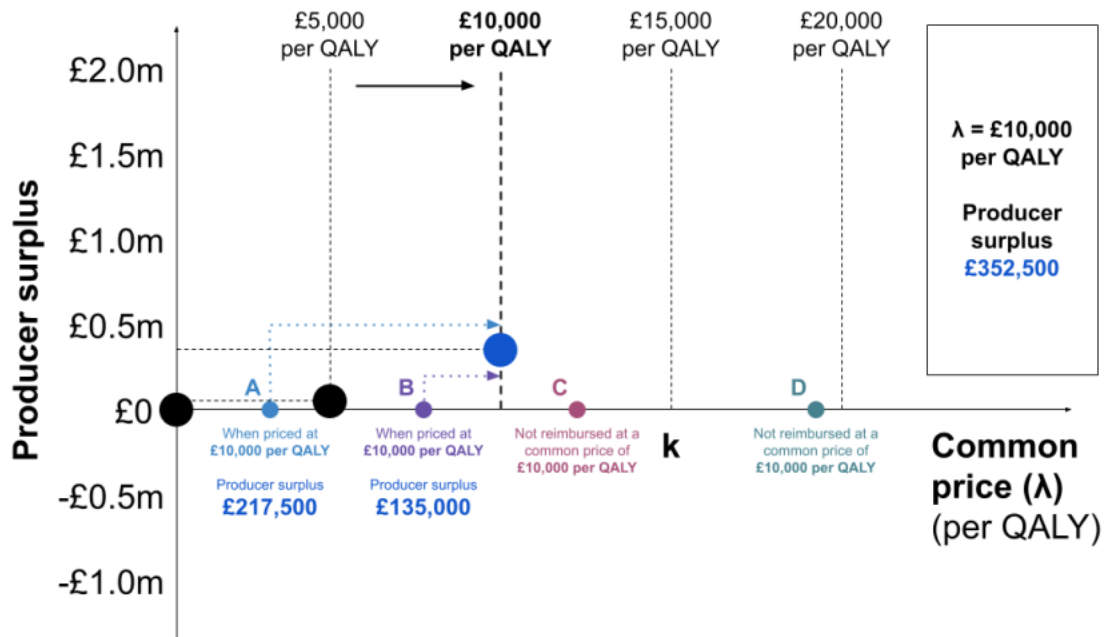 £5,000
per QALY
£10,000
per QALY
£15,000
per QALY
£20,000
per QALY
Producer surplus
£2.0m
£1.5m
£1.0m
£0.5m
£0
-£0.5m
-£1.0m
λ = £10,000
per QALY
Producer
surplus
£352,500
A
B
C
D
When priced at
£10,000 per QALY
Producer surplus
£217,500
When priced at
£10,000 per QALY
Producer surplus
£135,000
Not reimbursed at a
common price of
£10,000 per QALY
k
Not reimbursed at a
common price of
£10,000 per QALY
Common
price (λ)
(per QALY)